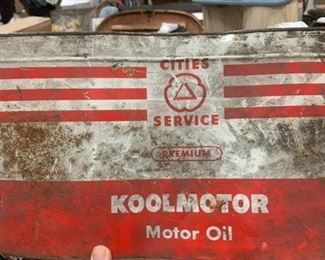 CITIES
SERVICE
PREMIUM
KOOLMOTOR
Motor Oil